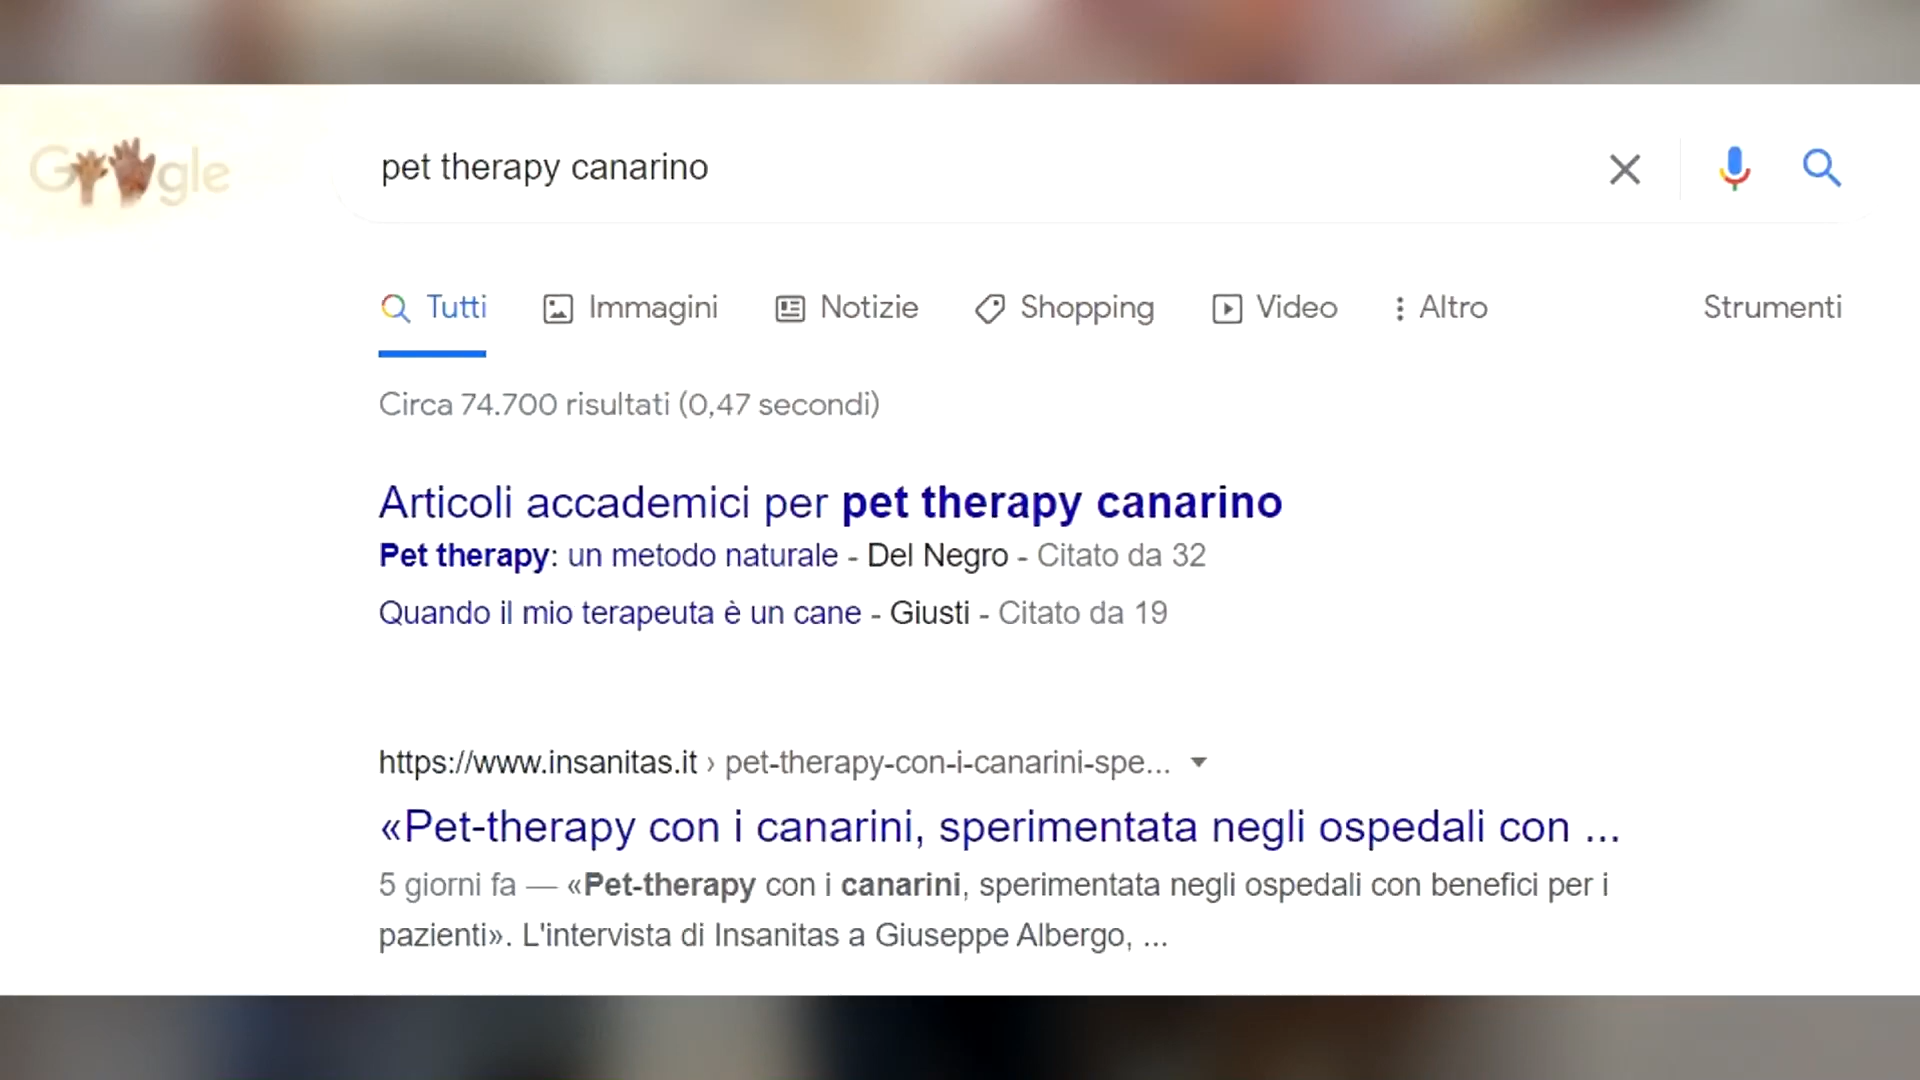 Google
pet therapy canarino
Tutti Immagini Notizie Shopping Video Altro Strumenti
Circa 74.700 risultati (0,47 secondi)
Articoli accademici per pet therapy canarino
Pet therapy: un metodo naturale - Del Negro - Citato da 32
Quando il mio terapeuta è un cane - Giusti - Citato da 19
https://www.insanitas.it › pet-therapy-con-i-canarini-spe...
«Pet-therapy con i canarini, sperimentata negli ospedali con ...
5 giorni fa — «Pet-therapy con i canarini, sperimentata negli ospedali con benefici per i
pazienti». L'intervista di Insanitas a Giuseppe Albergo, ...